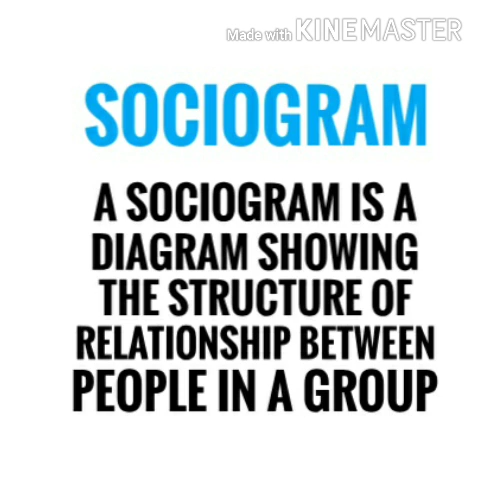 Made with KINEMASTER
SOCIOGRAM
A SOCIOGRAM IS A
DIAGRAM SHOWING
THE STRUCTURE OF
RELATIONSHIP BETWEEN
PEOPLE IN A GROUP